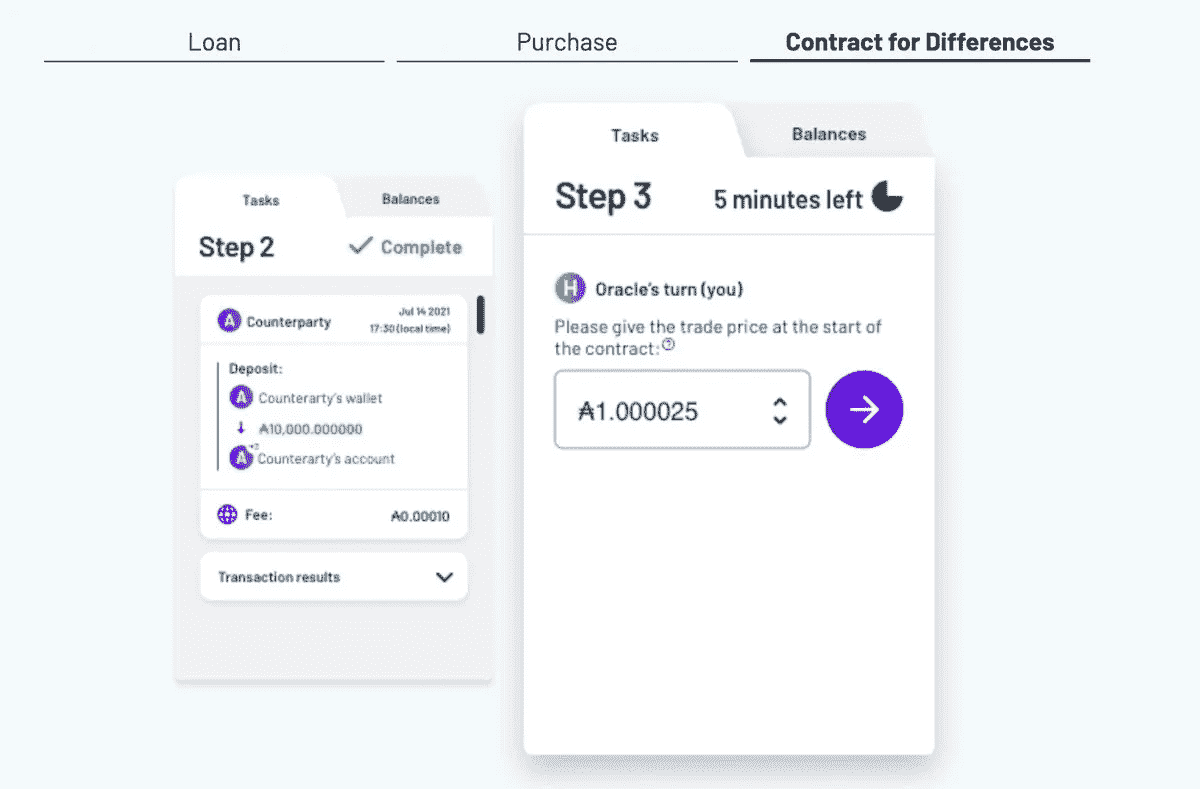 Loan
Purchase
Contract for Differences
Tasks
Balances
Step 2
Complete
A Counterparty
Jul 14 2021
17:30 (local time)
Deposit:
A Counterarty's wallet
₳10,000.000000
A Counterarty's account
Fee:
₳0.00010
Transaction results
Tasks
Balances
Step 3
5 minutes left
H Oracle's turn (you)
Please give the trade price at the start of
the contract:?
₳1.000025